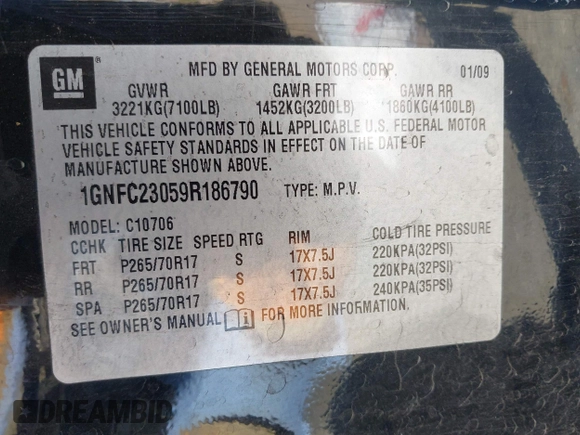 GM®
MFD BY GENERAL MOTORS CORP. 01/09
GVWR GAWR FRT GAWR RR
3221KG(7100LB) 1452KG(3200LB) 1860KG(4100LB)
THIS VEHICLE CONFORMS TO ALL APPLICABLE U.S. FEDERAL MOTOR
VEHICLE SAFETY STANDARDS IN EFFECT ON THE DATE OF
MANUFACTURE SHOWN ABOVE.
1GNFC23059R186790 TYPE: M.P.V.
MODEL: C10706
CCHK TIRE SIZE SPEED RTG RIM COLD TIRE PRESSURE
FRT P265/70R17 S 17X7.5J 220KPA(32PSI)
RR P265/70R17 S 17X7.5J 220KPA(32PSI)
SPA P265/70R17 S 17X7.5J 240KPA(35PSI)
SEE OWNER'S MANUAL i FOR MORE INFORMATION.
DREAMBID